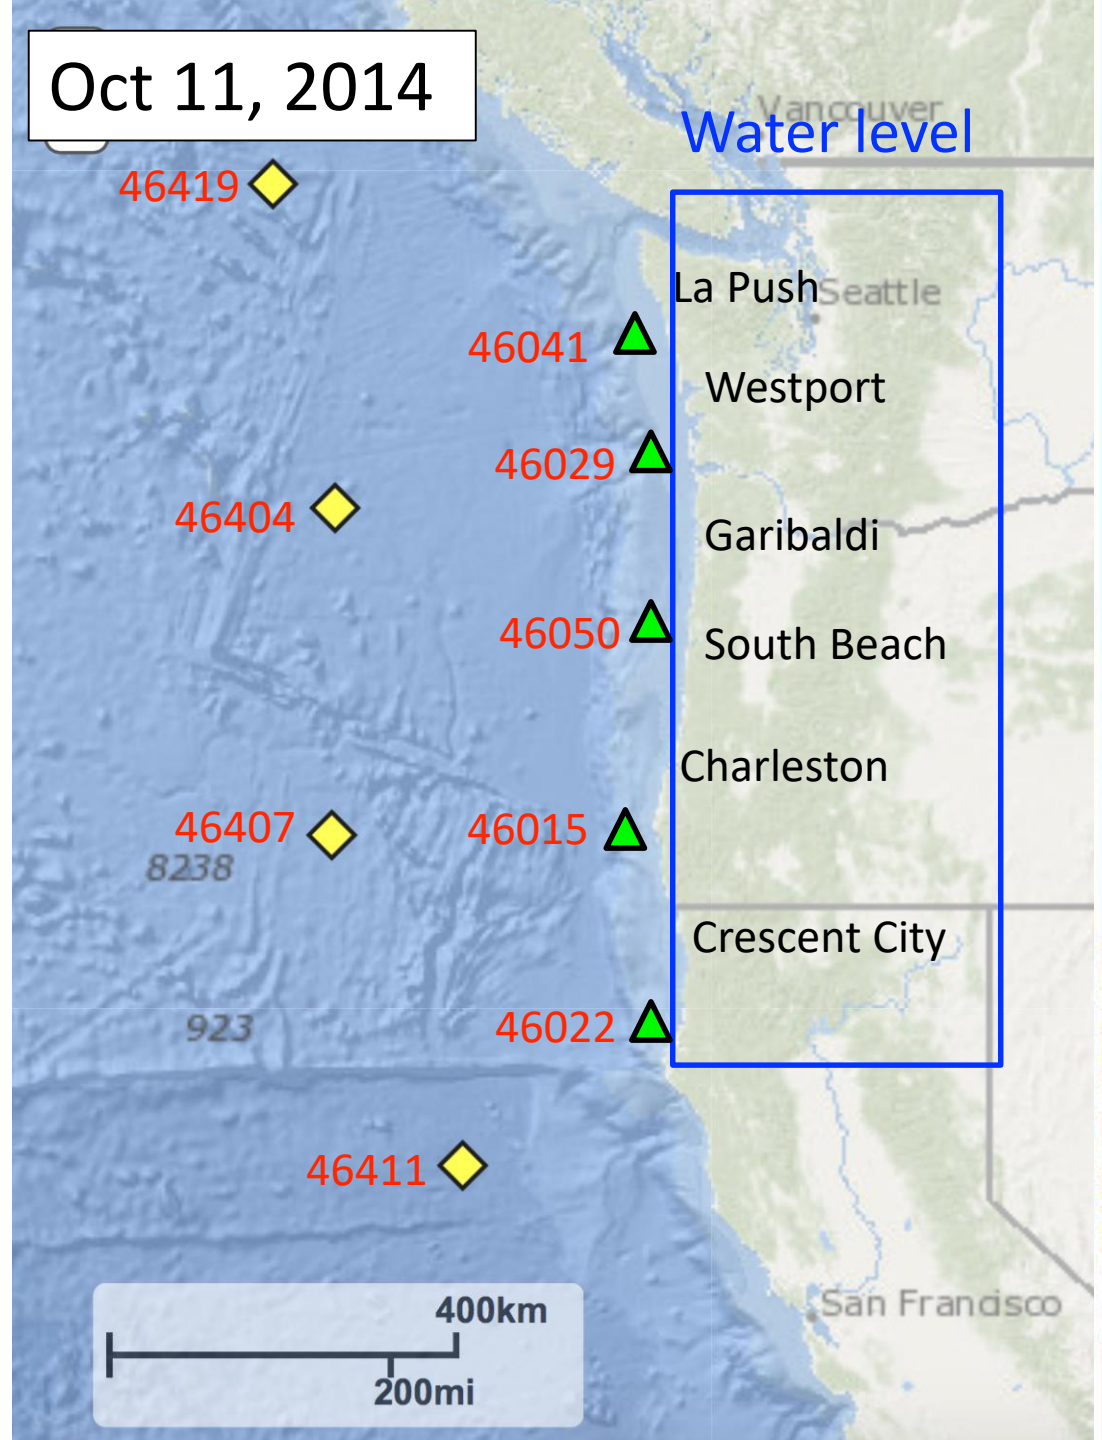 Oct 11, 2014
Vancouver
Water level
46419
La Push
Seattle
46041
Westport
46029
46404
Garibaldi
46050
South Beach
Charleston
46407
46015
8238
Crescent City
923
46022
46411
San Francisco
400km
200mi